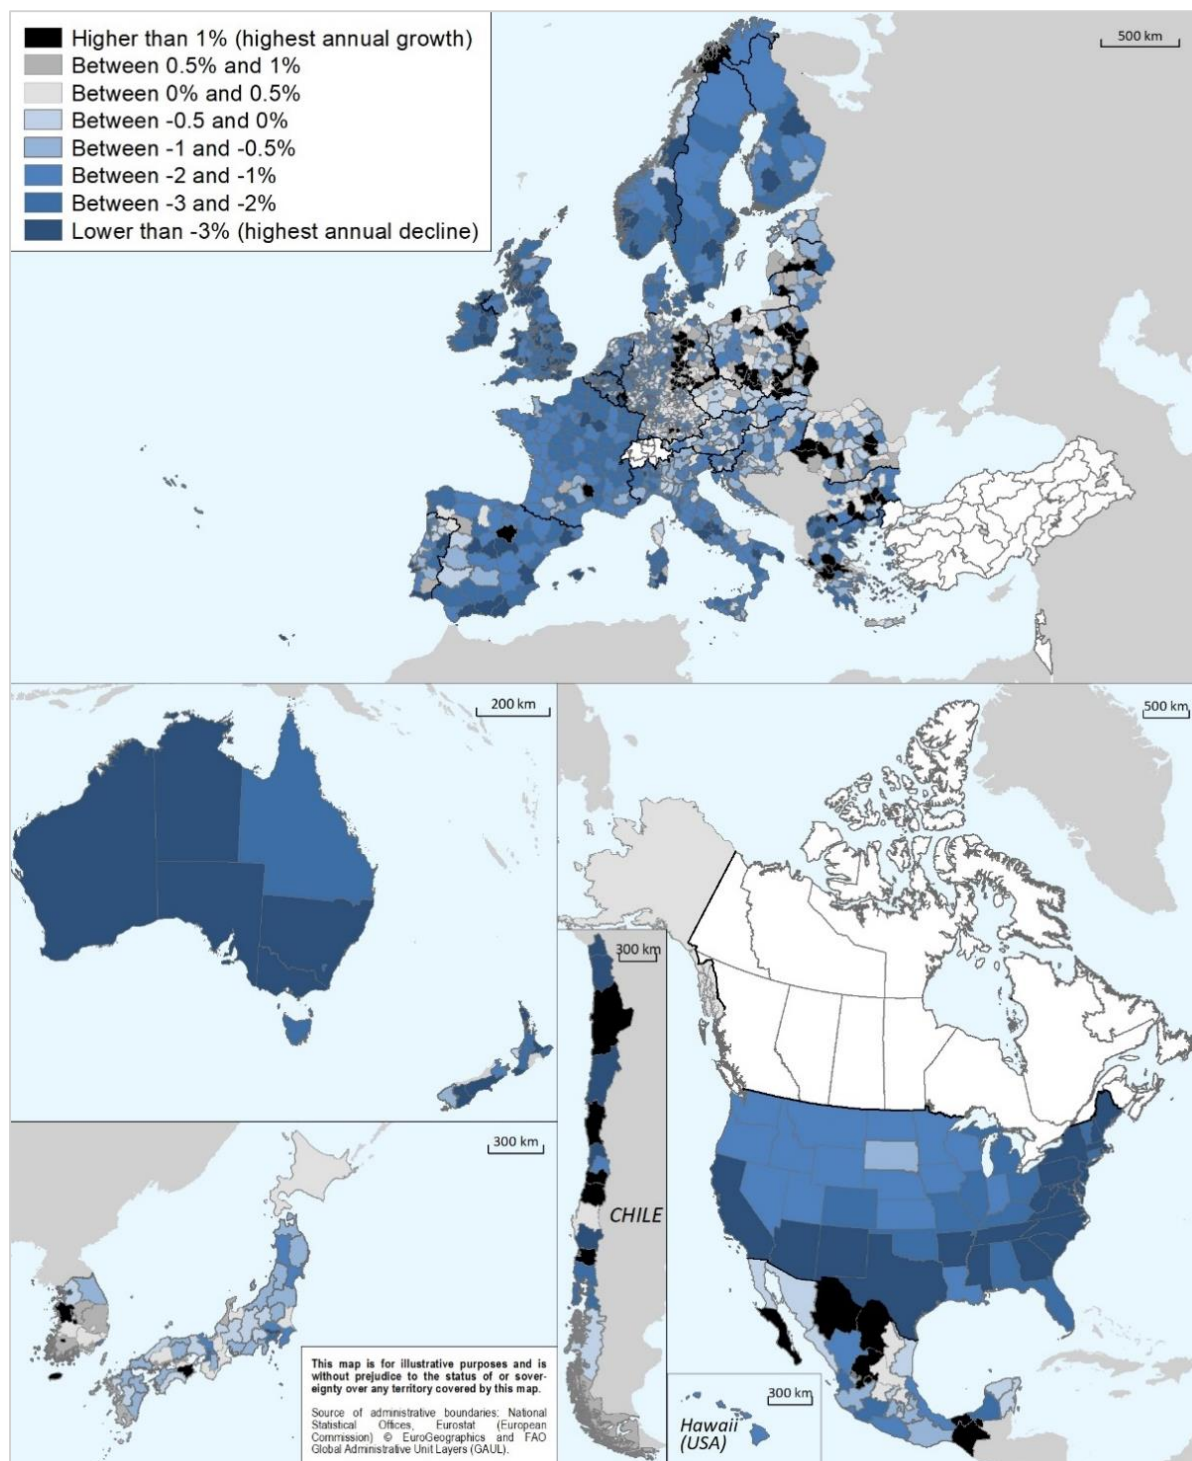 Higher than 1% (highest annual growth)
Between 0.5% and 1%
Between 0% and 0.5%
Between -0.5 and 0%
Between -1 and -0.5%
Between -2 and -1%
Between -3 and -2%
Lower than -3% (highest annual decline)
500 km
200 km
500 km
300 km
CHILE
300 km
This map is for illustrative purposes and is
without prejudice to the status of or sover-
eignty over any territory covered by this map.
Source of administrative boundaries: National
Statistical Offices, Eurostat (European
Commission) © EuroGeographics and FAO
Global Administrative Unit Layers (GAUL).
300 km
Hawaii
(USA)